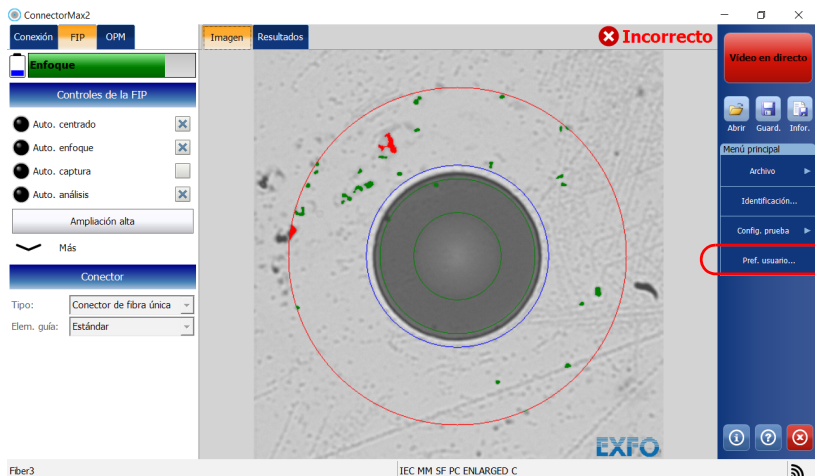 ConnectorMax2
Conexión FIP OPM
Enfoque
Controles de la FIP
Auto. centrado
Auto. enfoque
Auto. captura
Auto. análisis
Ampliación alta
Más
Conector
Tipo: Conector de fibra única
Elem. guía: Estándar
Imagen Resultados
Incorrecto
EXFO
Vídeo en directo
Abrir Guard. Infor.
Menú principal
Archivo
Identificación...
Config. prueba
Pref. usuario...
Fiber3
IEC MM SF PC ENLARGED C